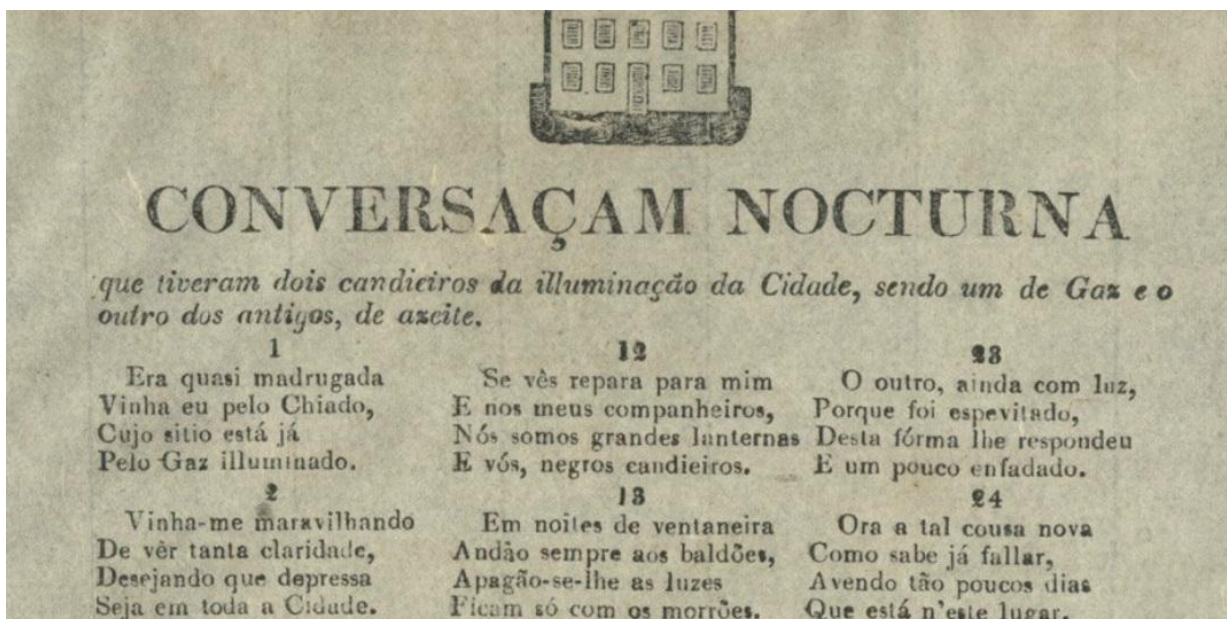 CONVERSAÇAM NOCTURNA
que tiveram dois candieiros da illuminação da Cidade, sendo um de Gaz e o
outro dos antigos, de azeite.
1
Era quasi madrugada
Vinha eu pelo Chiado,
Cujo sitio está já
Pelo Gaz illuminado.
2
Vinha-me maravilhando
De vêr tanta claridade,
Desejando que depressa
Seja em toda a Cidade.
12
Se vês repara para mim
E nos meus companheiros,
Nós somos grandes lanternas
E vós, negros candieiros.
13
Em noites de ventaneira
Andão sempre aos baldões,
Apagão-se-lhe as luzes
Ficam só com os morrões.
23
O outro, ainda com luz,
Porque foi espevitado,
Desta fórma lhe respondeu
E um pouco enfadado.
24
Ora a tal cousa nova
Como sabe já fallar,
Avendo tão poucos dias
Que está n'este lugar.